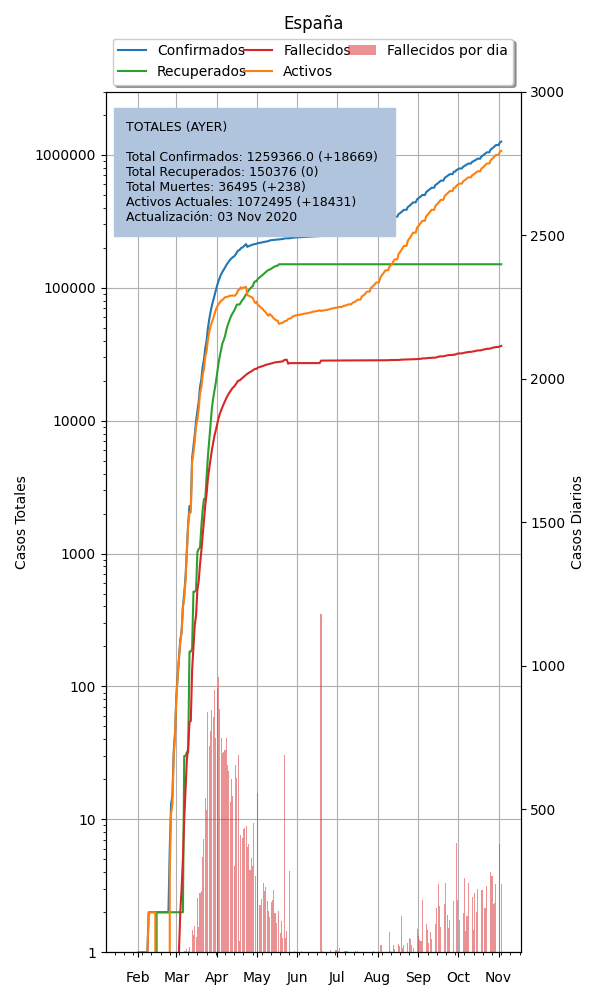 España
Confirmados
Fallecidos
Fallecidos por dia
Recuperados
Activos
TOTALES (AYER)
Total Confirmados: 1259366.0 (+18669)
Total Recuperados: 150376 (0)
Total Muertes: 36495 (+238)
Activos Actuales: 1072495 (+18431)
Actualización: 03 Nov 2020
Casos Totales
1000000
100000
10000
1000
100
10
1
Casos Diarios
3000
2500
2000
1500
1000
500
Feb Mar Apr May Jun Jul Aug Sep Oct Nov